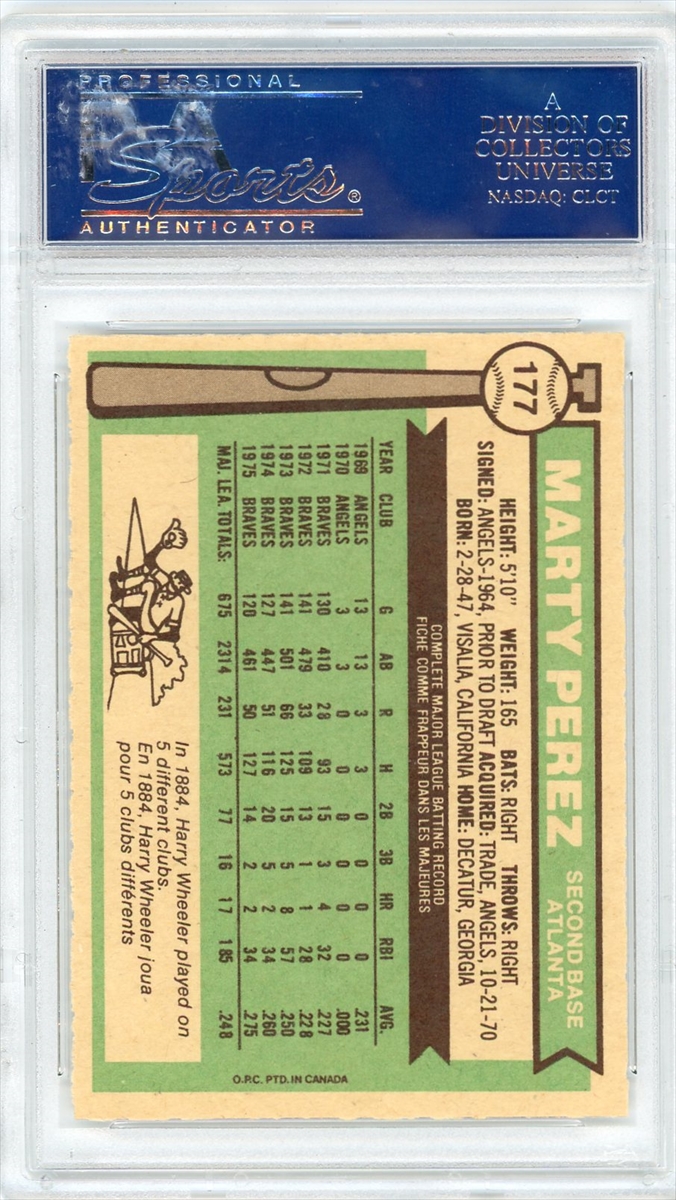 PROFESSIONAL
Sports ®
AUTHENTICATOR
A
DIVISION OF
COLLECTORS
UNIVERSE
NASDAQ: CLCT
177
MARTY PEREZ SECOND BASE
ATLANTA
HEIGHT: 5'10" WEIGHT: 165 BATS: RIGHT THROWS: RIGHT
SIGNED: ANGELS-1964, PRIOR TO DRAFT ACQUIRED: TRADE, ANGELS, 10-21-70
BORN: 2-28-47, VISALIA, CALIFORNIA HOME: DECATUR, GEORGIA
COMPLETE MAJOR LEAGUE BATTING RECORD
FICHE COMME FRAPPEUR DANS LES MAJEURES
YEAR CLUB G AB R H 2B 3B HR RBI AVG.
1969 ANGELS 13 13 3 3 0 0 0 0 .231
1970 ANGELS 3 3 0 0 0 0 0 0 .000
1971 BRAVES 130 410 28 93 15 3 4 32 .227
1972 BRAVES 141 479 33 109 13 1 1 28 .228
1973 BRAVES 141 501 66 125 15 5 8 57 .250
1974 BRAVES 127 447 51 116 20 5 2 34 .260
1975 BRAVES 120 461 50 127 14 2 2 34 .275
MAJ. LEA. TOTALS: 675 2314 231 573 77 16 17 185 .248
In 1884, Harry Wheeler played on
5 different clubs.
En 1884, Harry Wheeler joua
pour 5 clubs différents
O.P.C. PTD. IN CANADA